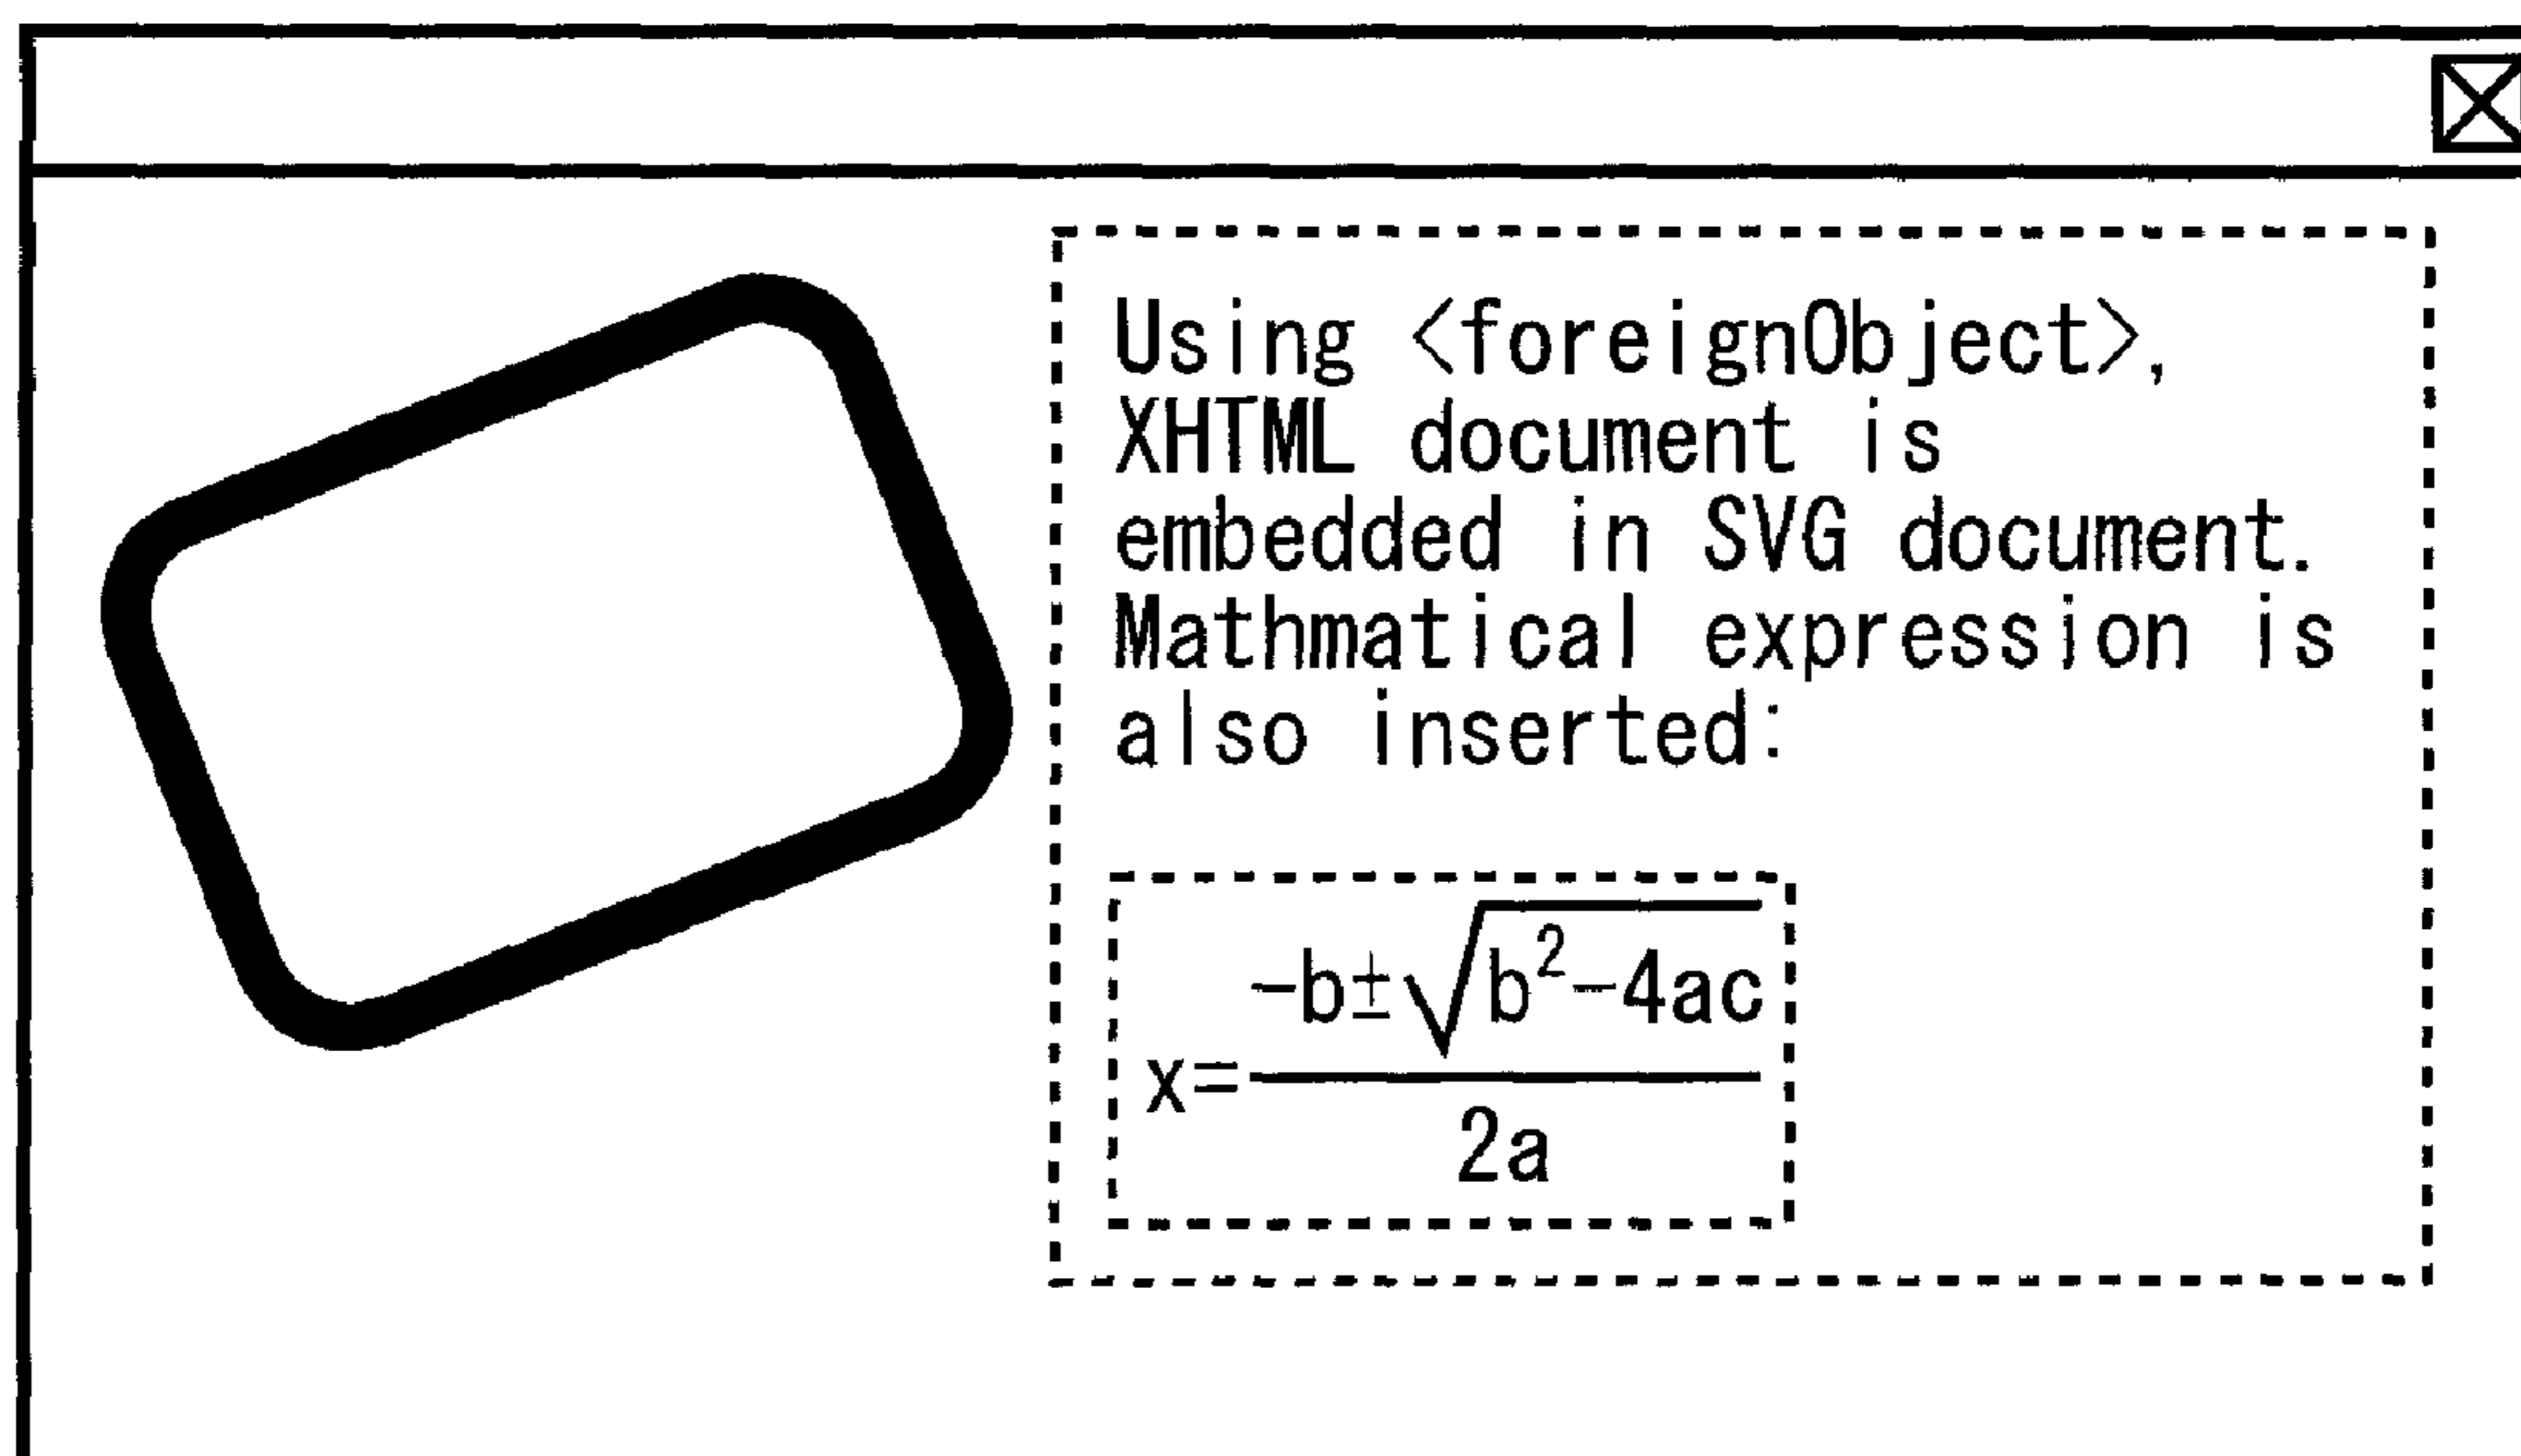 Using <foreignObject>,
XHTML document is
embedded in SVG document.
Mathmatical expression is
also inserted:
x=-b±√b²-4ac
2a